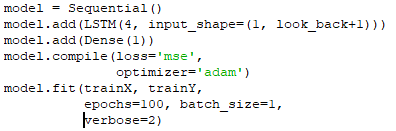 model = Sequential()
model.add(LSTM(4, input_shape=(1, look_back+1)))
model.add(Dense(1))
model.compile(loss='mse',
optimizer='adam')
model.fit(trainX, trainY,
epochs=100, batch_size=1,
verbose=2)